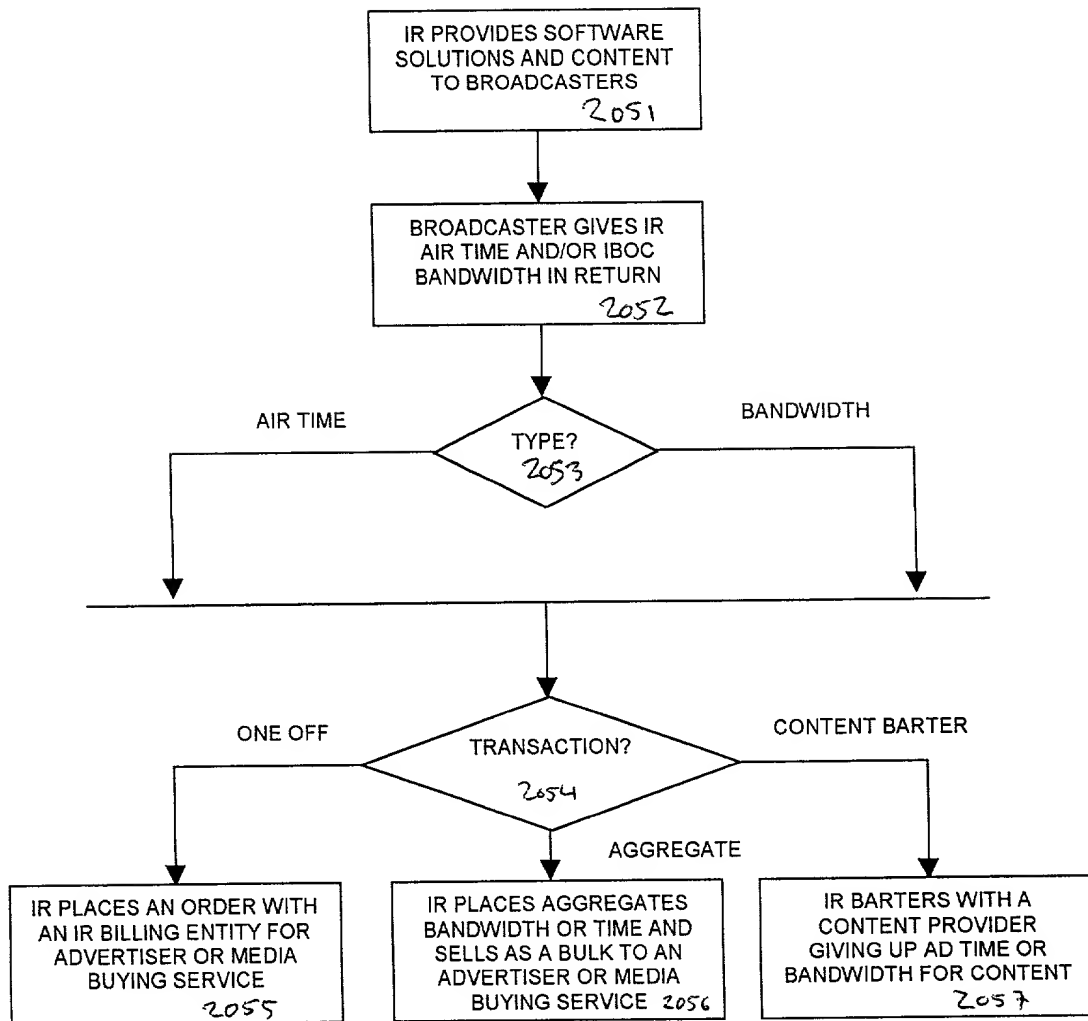 IR PROVIDES SOFTWARE
SOLUTIONS AND CONTENT
TO BROADCASTERS
2051
BROADCASTER GIVES IR
AIR TIME AND/OR IBOC
BANDWIDTH IN RETURN
2052
AIR TIME
BANDWIDTH
TYPE?
2053
ONE OFF
TRANSACTION?
CONTENT BARTER
2054
AGGREGATE
IR PLACES AN ORDER WITH
AN IR BILLING ENTITY FOR
ADVERTISER OR MEDIA
BUYING SERVICE
2055
IR PLACES AGGREGATES
BANDWIDTH OR TIME AND
SELLS AS A BULK TO AN
ADVERTISER OR MEDIA
BUYING SERVICE 2056
IR BARTERS WITH A
CONTENT PROVIDER
GIVING UP AD TIME OR
BANDWIDTH FOR CONTENT
2057